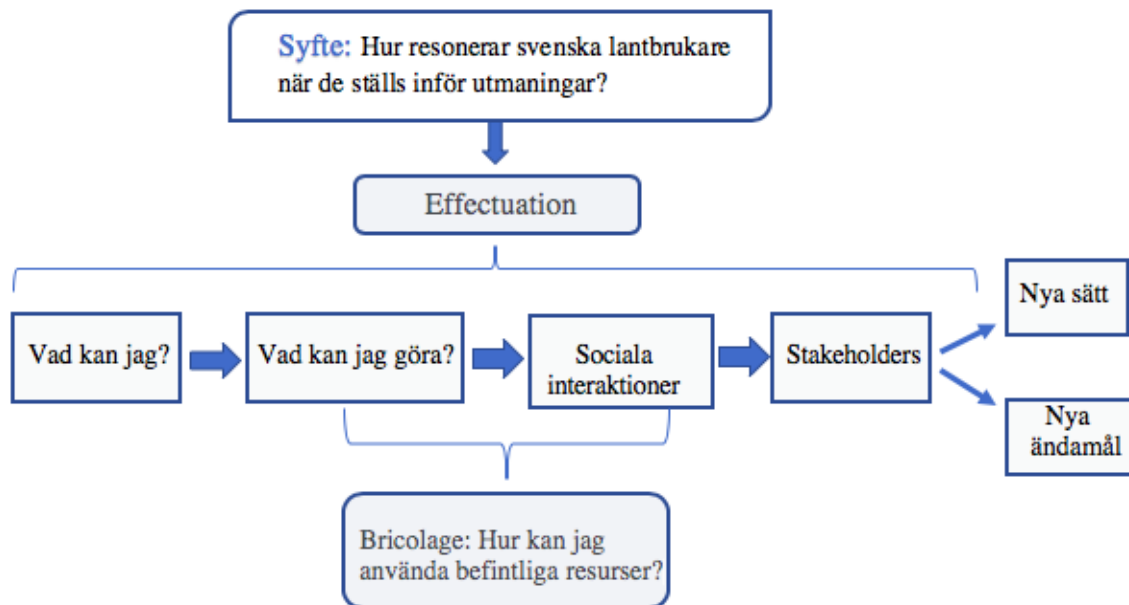 Syfte: Hur resonerar svenska lantbrukare
när de ställs inför utmaningar?
Effectuation
Vad kan jag?
Vad kan jag göra?
Sociala
interaktioner
Stakeholders
Nya sätt
Nya
ändamål
Bricolage: Hur kan jag
använda befintliga resurser?